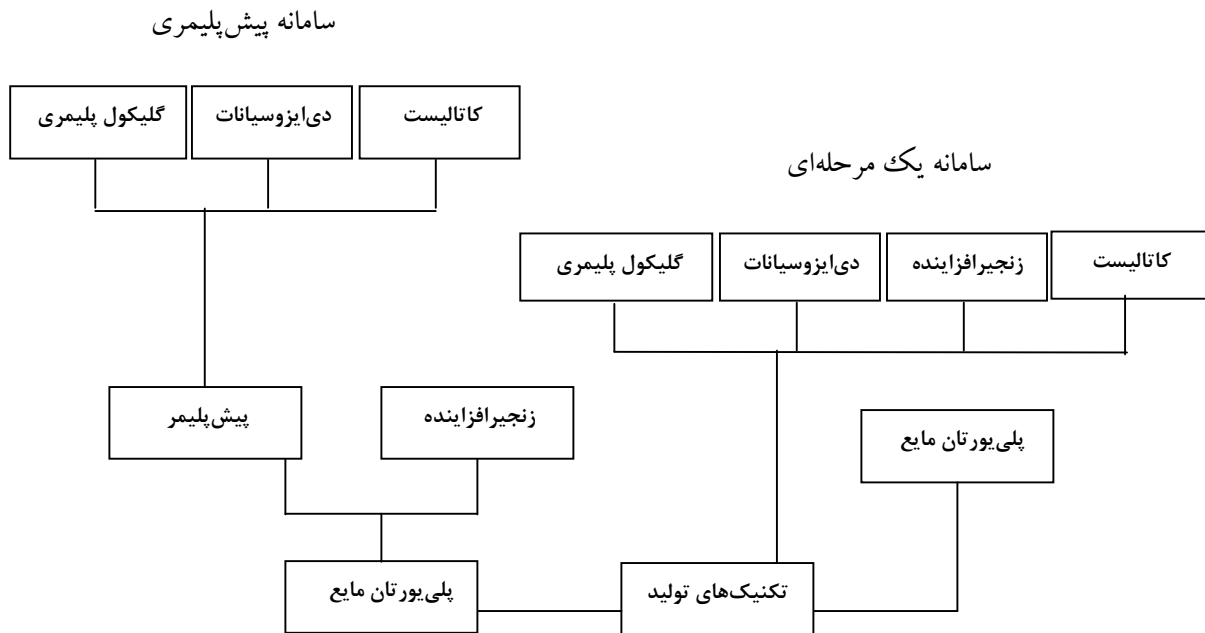 سامانه پیش‌پلیمری
کاتالیست
دی‌ایزوسیانات
گلیکول پلیمری
سامانه یک مرحله‌ای
کاتالیست
زنجیرافزاینده
دی‌ایزوسیانات
گلیکول پلیمری
زنجیرافزاینده
پیش‌پلیمر
پلی‌یورتان مایع
تکنیک‌های تولید
پلی‌یورتان مایع